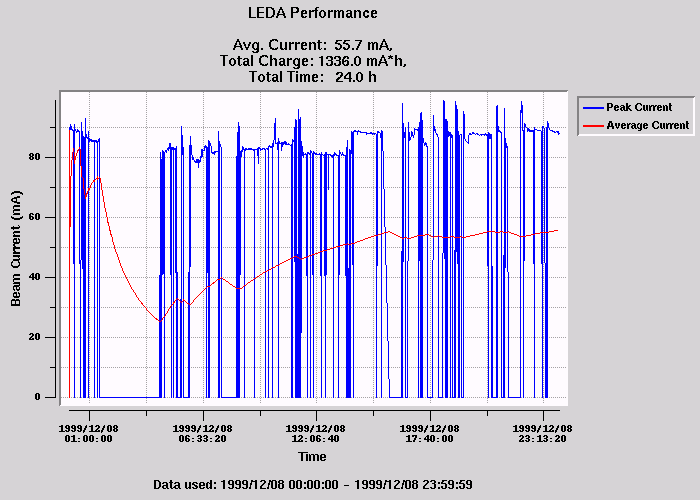 LEDA Performance
Avg. Current: 55.7 mA,
Total Charge: 1336.0 mA*h,
Total Time: 24.0 h
Peak Current
Average Current
Beam Current (mA)
80
60
40
20
0
1999/12/08 1999/12/08 1999/12/08 1999/12/08 1999/12/08
01:00:00 06:33:20 12:06:40 17:40:00 23:13:20
Time
Data used: 1999/12/08 00:00:00 - 1999/12/08 23:59:59